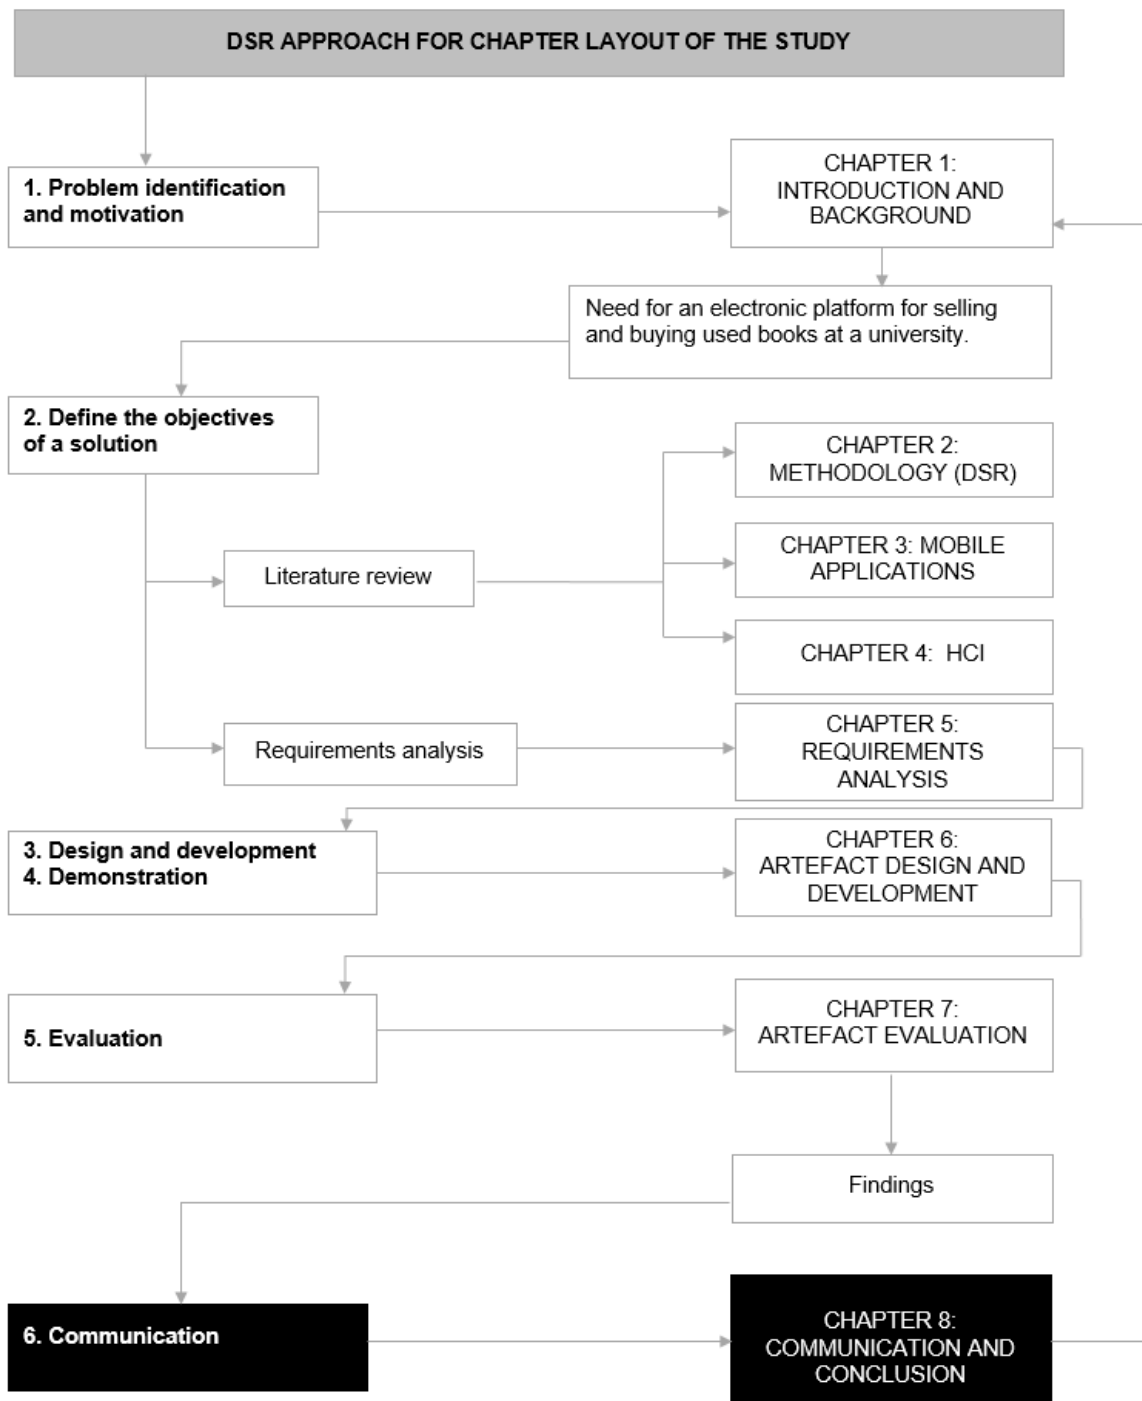 DSR APPROACH FOR CHAPTER LAYOUT OF THE STUDY
1. Problem identification
and motivation
CHAPTER 1:
INTRODUCTION AND
BACKGROUND
Need for an electronic platform for selling
and buying used books at a university.
2. Define the objectives
of a solution
CHAPTER 2:
METHODOLOGY (DSR)
Literature review
CHAPTER 3: MOBILE
APPLICATIONS
CHAPTER 4: HCI
Requirements analysis
CHAPTER 5:
REQUIREMENTS
ANALYSIS
3. Design and development
4. Demonstration
CHAPTER 6:
ARTEFACT DESIGN AND
DEVELOPMENT
5. Evaluation
CHAPTER 7:
ARTEFACT EVALUATION
Findings
6. Communication
CHAPTER 8:
COMMUNICATION AND
CONCLUSION